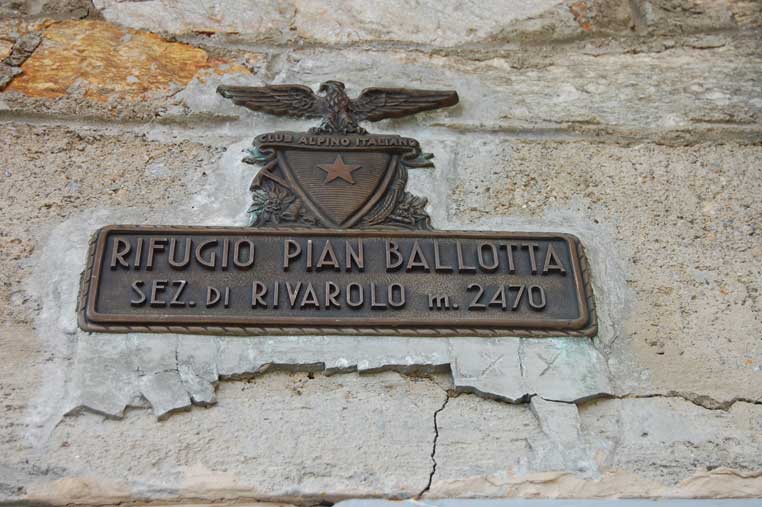 CLUB ALPINO ITALIANO
RIFUGIO PIAN BALLOTTA
SEZ. DI RIVAROLO m. 2470